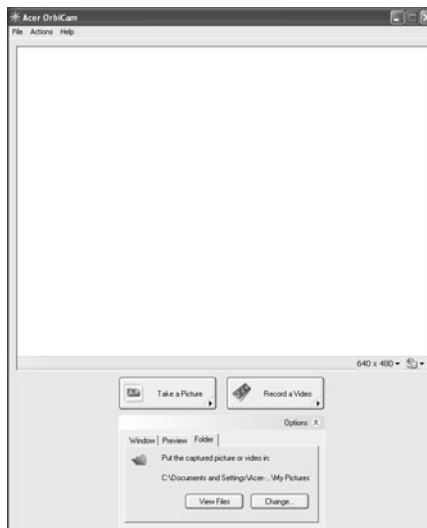 Acer OrbiCam
File Actions Help
640 x 480
Take a Picture Record a Video
Options
Window Preview Folder
Put the captured picture or video in:
C:\Documents and Settings\Acer-...\My Pictures
View Files Change...